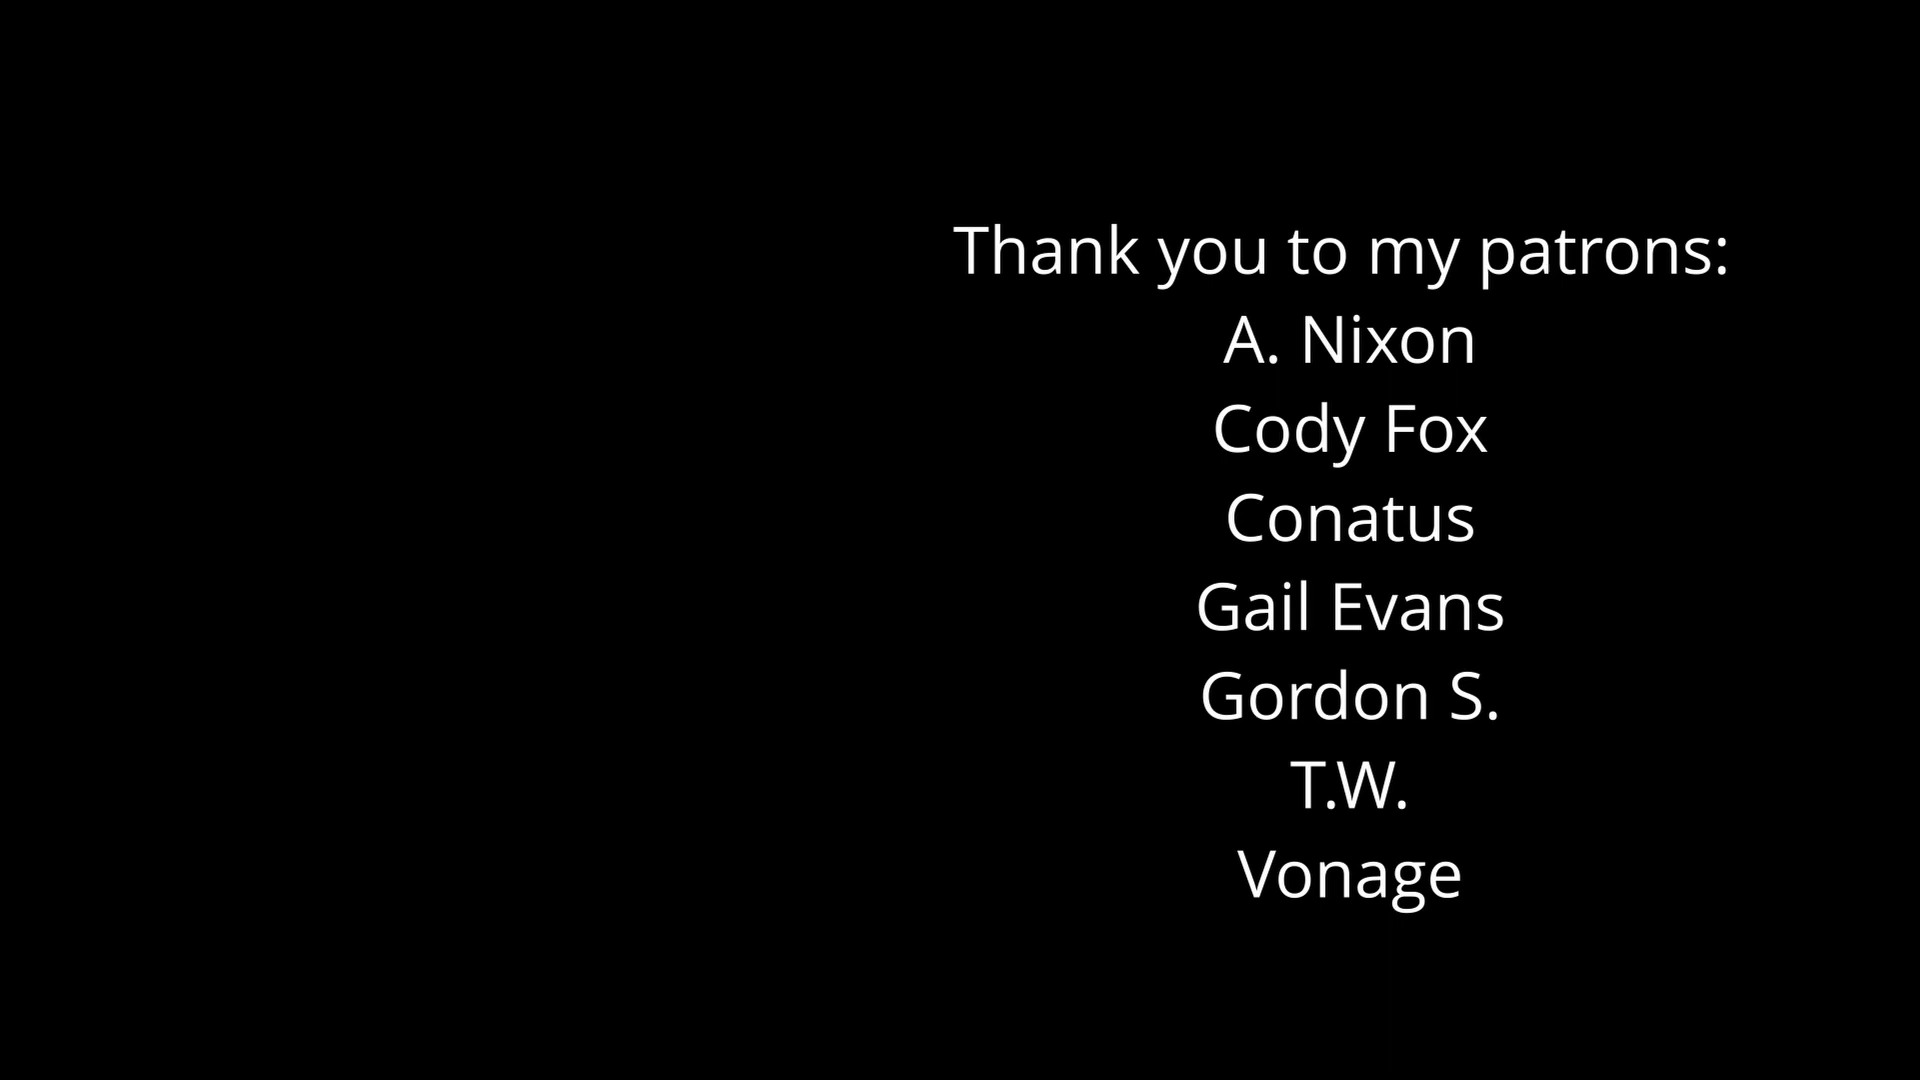 Thank you to my patrons:
A. Nixon
Cody Fox
Conatus
Gail Evans
Gordon S.
T.W.
Vonage